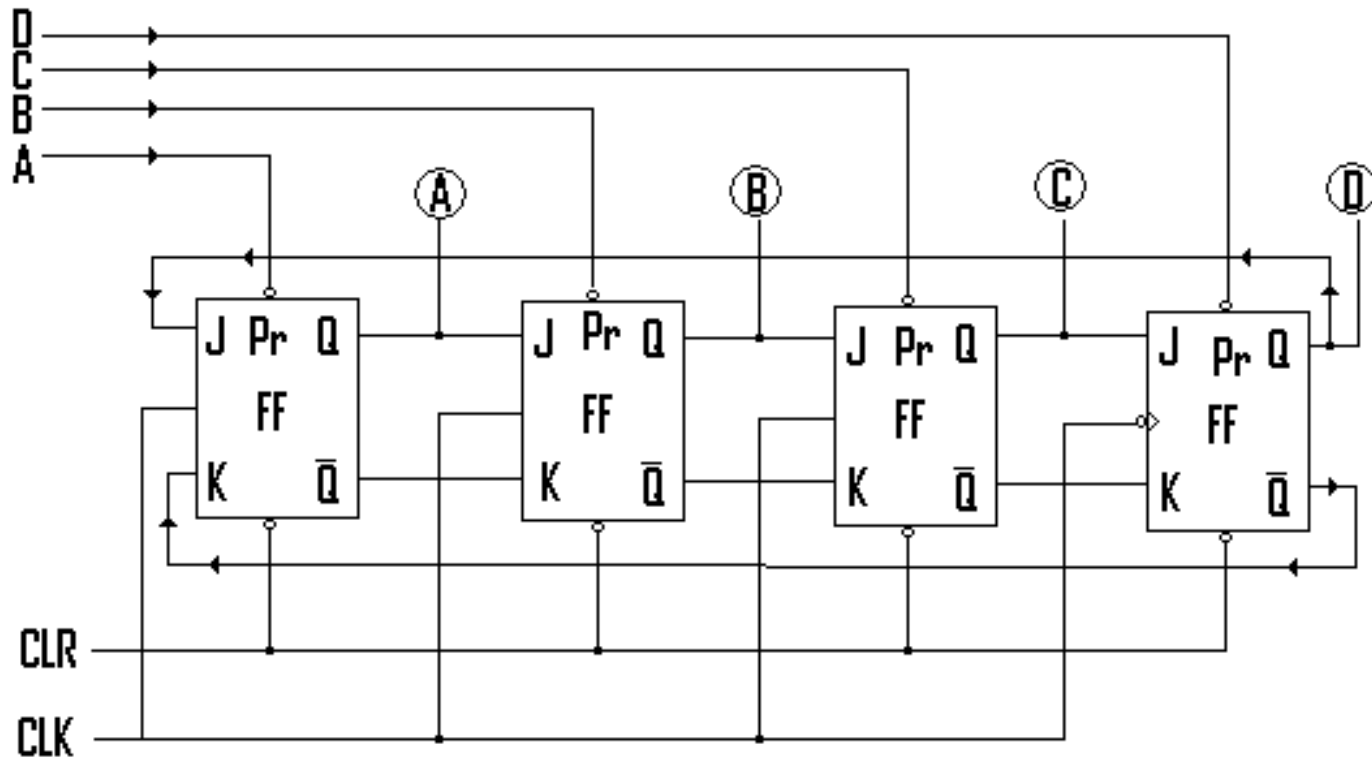 D
C
B
A
A B C D
J Pr Q J Pr Q J Pr Q J Pr Q
FF FF FF FF
K Q̅ K Q̅ K Q̅ K Q̅
CLR
CLK